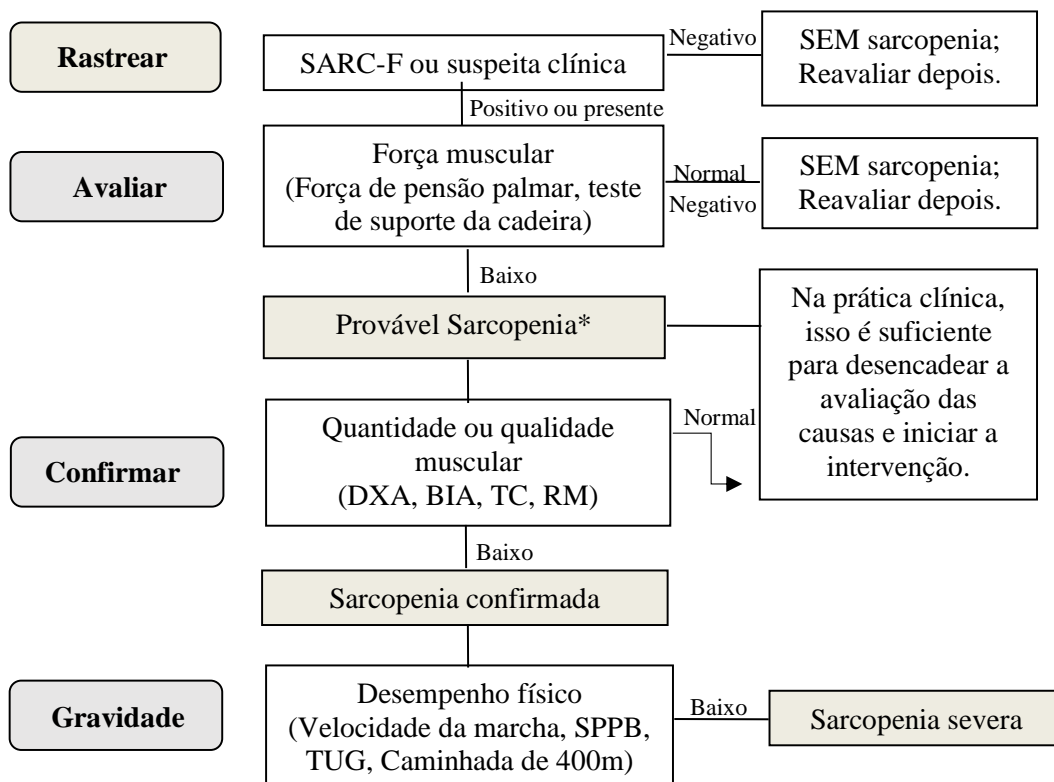 Rastrear
SARC-F ou suspeita clínica
Negativo
SEM sarcopenia;
Reavaliar depois.
Positivo ou presente
Avaliar
Força muscular
(Força de pensão palmar, teste
de suporte da cadeira)
Normal
Negativo
SEM sarcopenia;
Reavaliar depois.
Baixo
Provável Sarcopenia*
Na prática clínica,
isso é suficiente
para desencadear a
avaliação das
causas e iniciar a
intervenção.
Confirmar
Quantidade ou qualidade
muscular
(DXA, BIA, TC, RM)
Normal
Baixo
Sarcopenia confirmada
Gravidade
Desempenho físico
(Velocidade da marcha, SPPB,
TUG, Caminhada de 400m)
Baixo
Sarcopenia severa